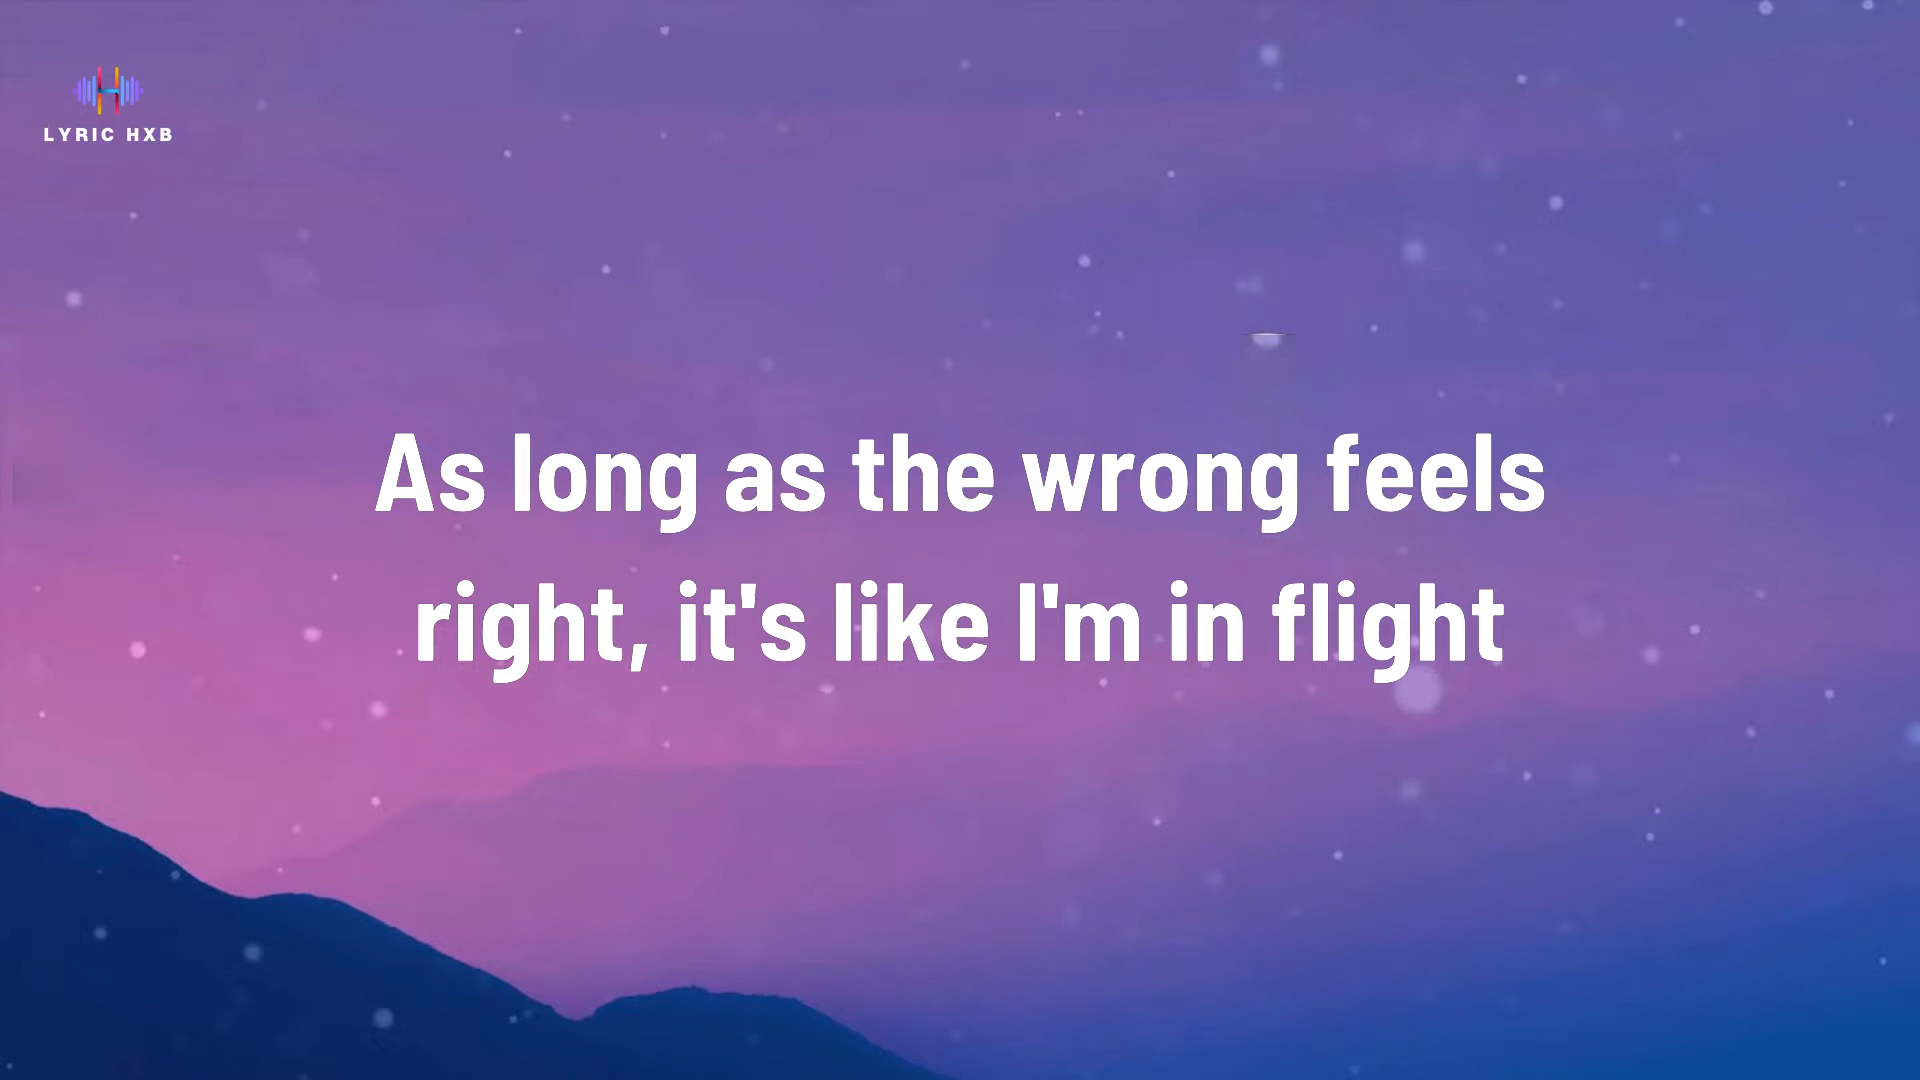 LYRIC HXB
As long as the wrong feels
right, it's like I'm in flight